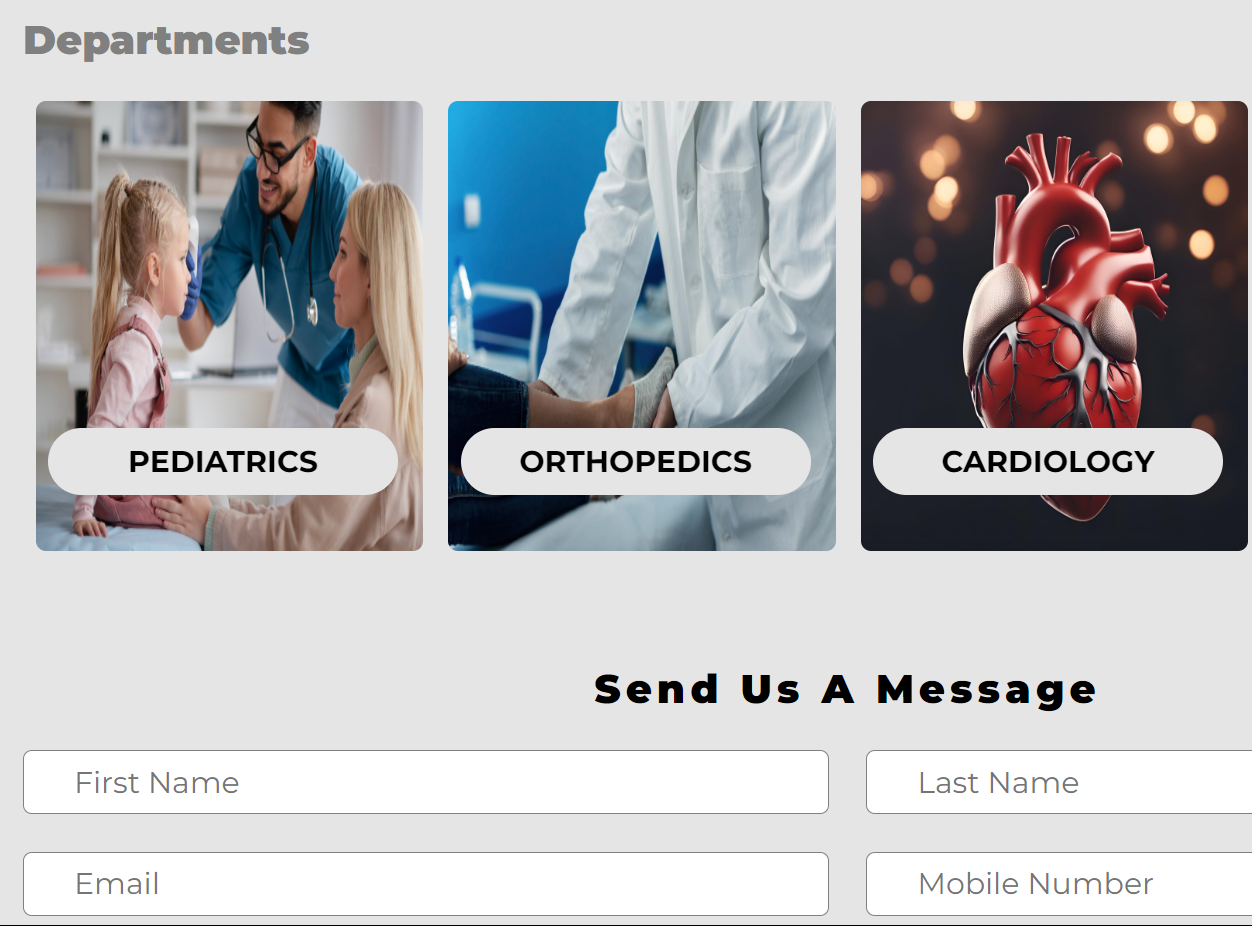 Departments
PEDIATRICS
ORTHOPEDICS
CARDIOLOGY
Send Us A Message
First Name
Last Name
Email
Mobile Number